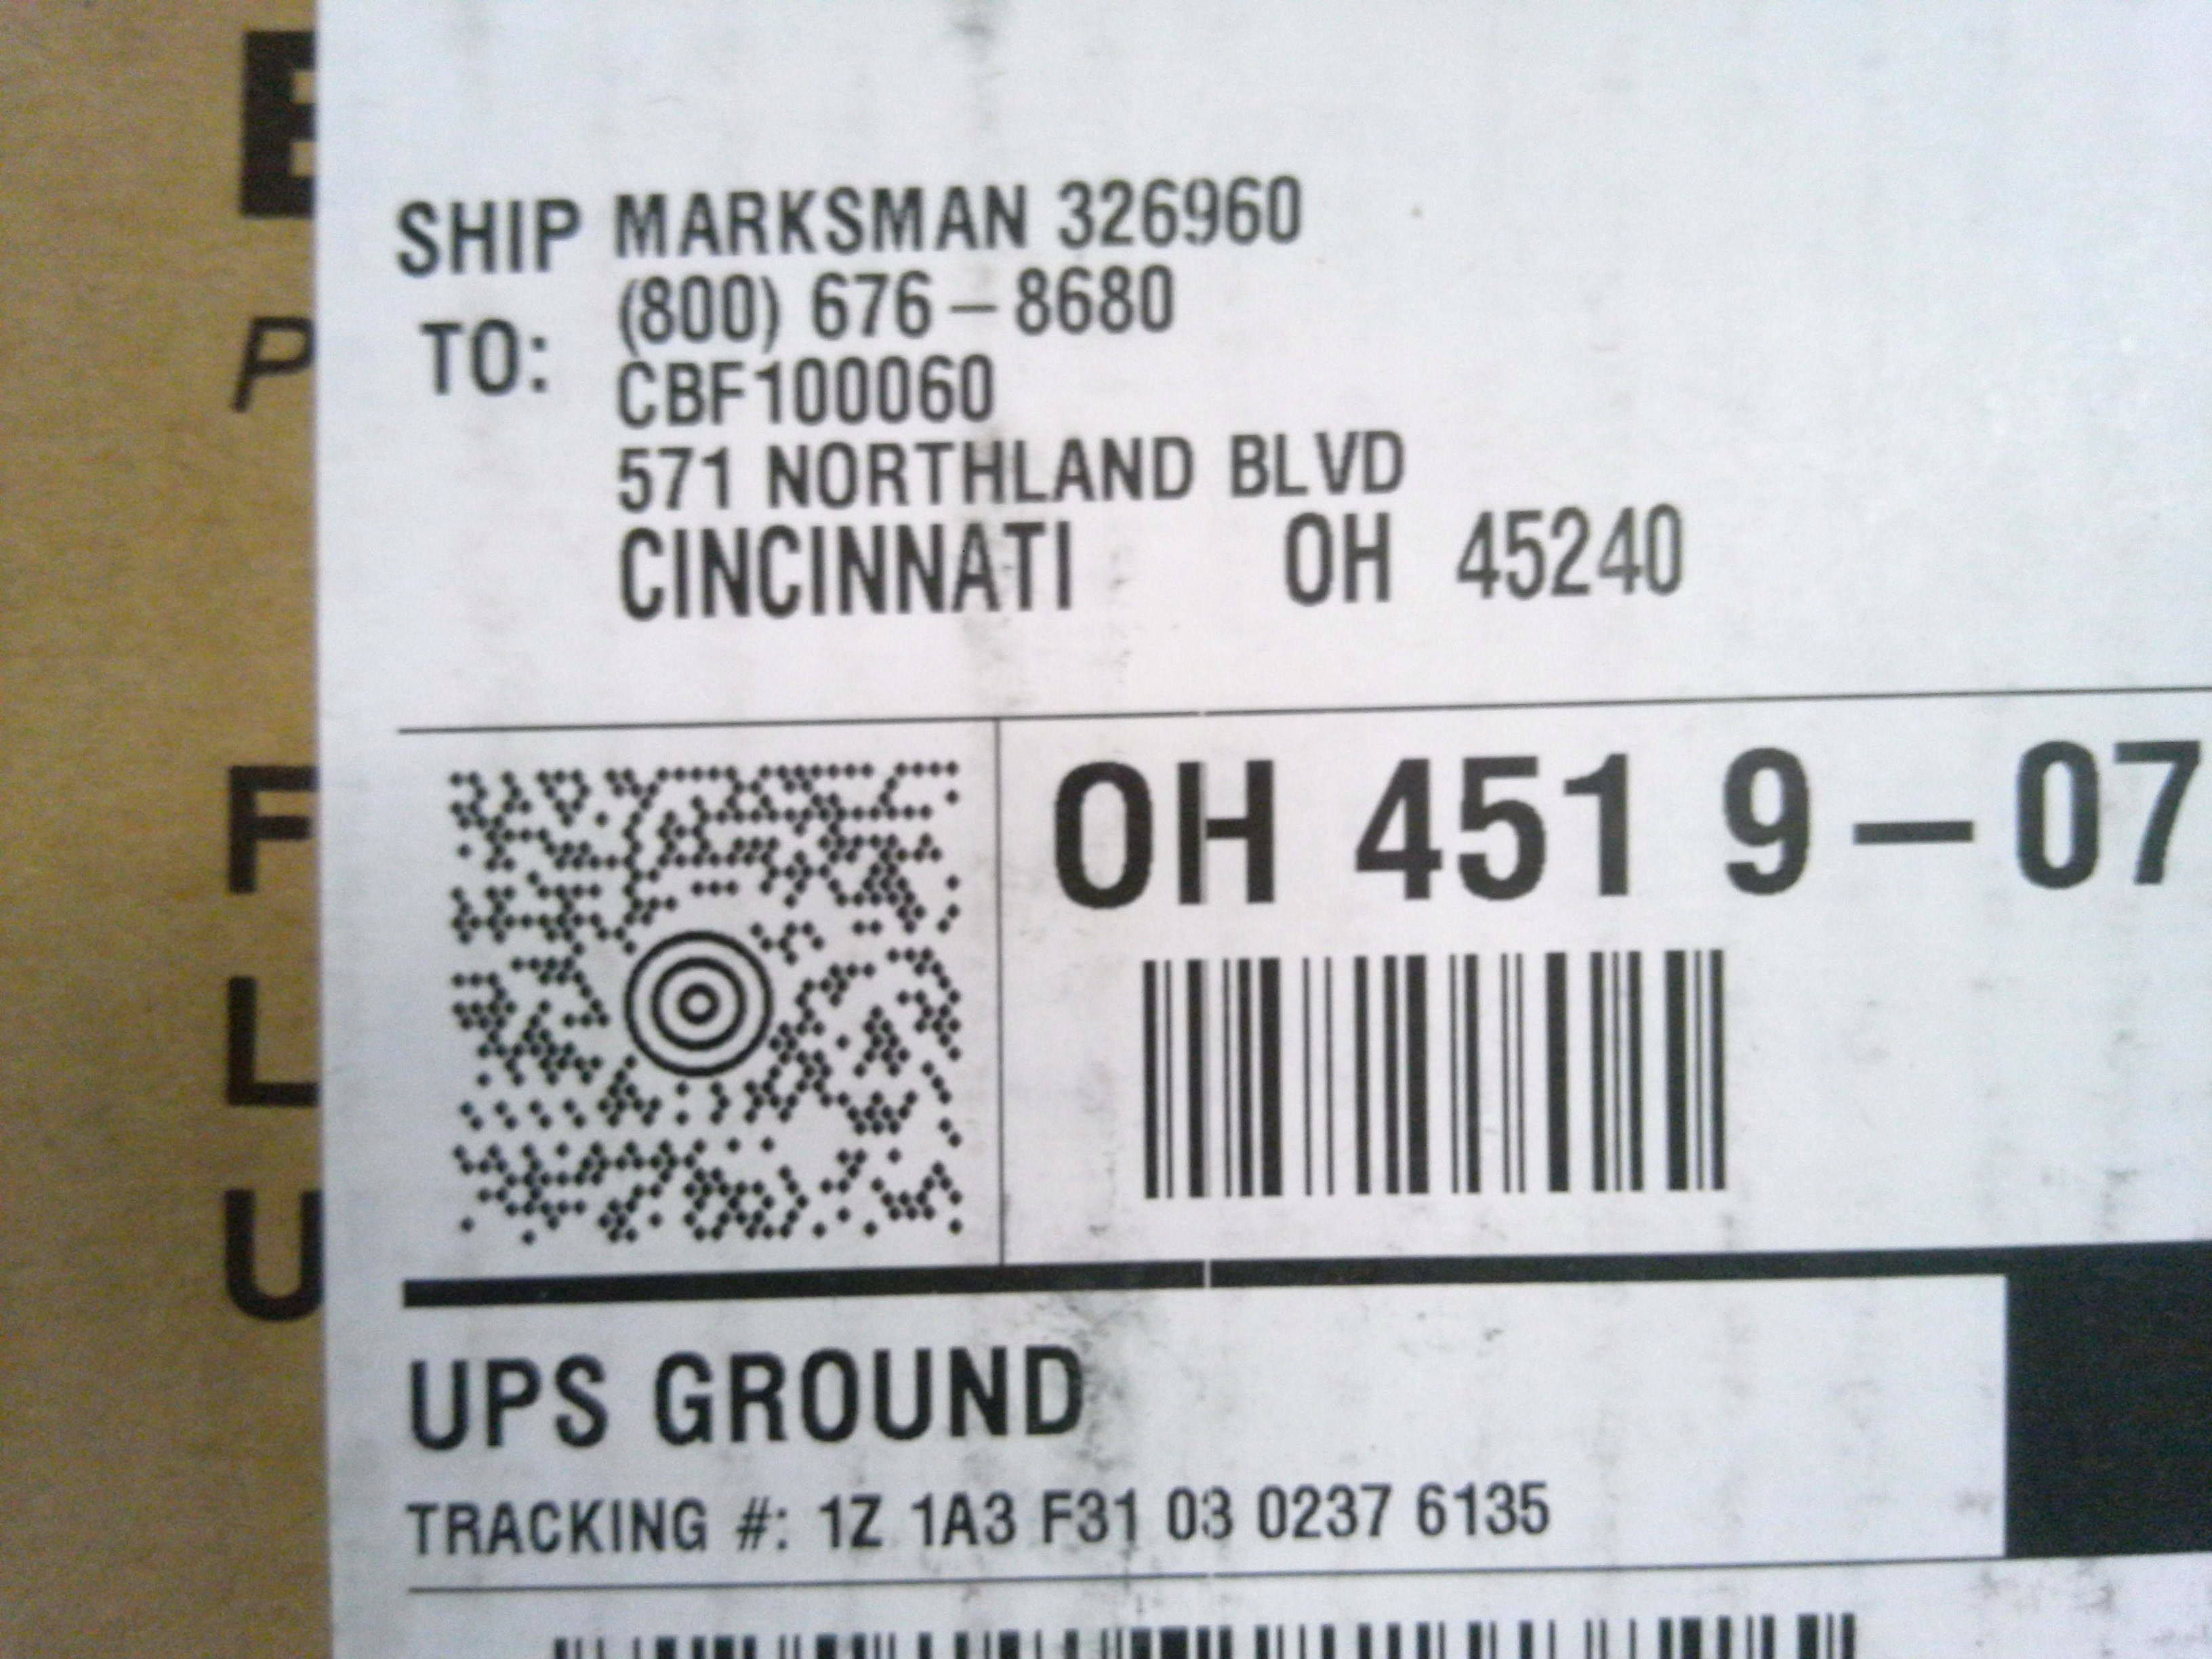 E
P
F
L
U
SHIP TO:
MARKSMAN 326960
(800) 676-8680
CBF100060
571 NORTHLAND BLVD
CINCINNATI OH 45240
OH 451 9-07
UPS GROUND
TRACKING #: 1Z 1A3 F31 03 0237 6135